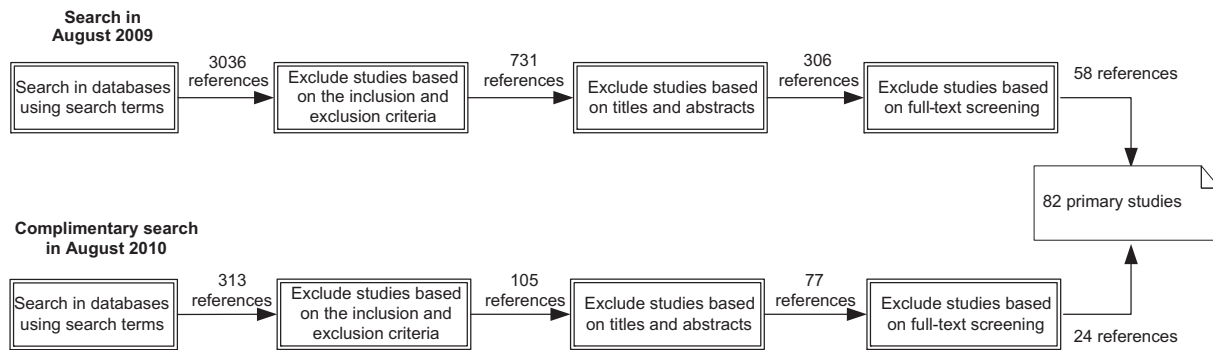 Search in
August 2009
Search in databases
using search terms
3036
references
Exclude studies based
on the inclusion and
exclusion criteria
731
references
Exclude studies based
on titles and abstracts
306
references
Exclude studies based
on full-text screening
58 references
82 primary studies
Complimentary search
in August 2010
Search in databases
using search terms
313
references
Exclude studies based
on the inclusion and
exclusion criteria
105
references
Exclude studies based
on titles and abstracts
77
references
Exclude studies based
on full-text screening
24 references